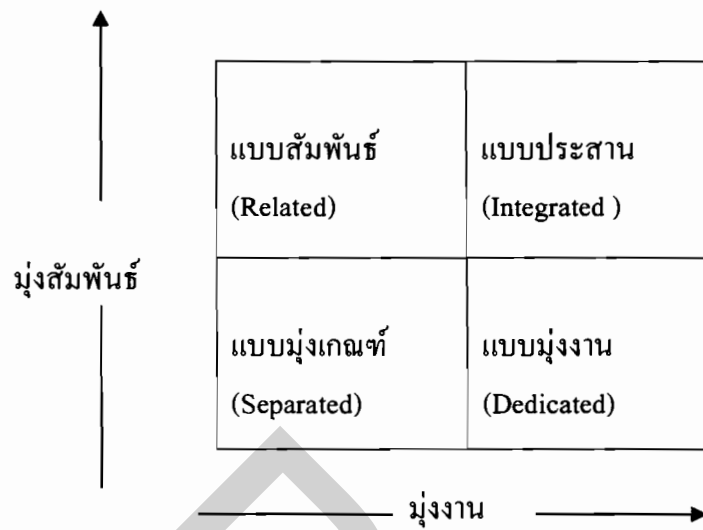 แบบสัมพันธ์
(Related)
แบบประสาน
(Integrated )
มุ่งสัมพันธ์
แบบมุ่งเกณฑ์
(Separated)
แบบมุ่งงาน
(Dedicated)
มุ่งงาน